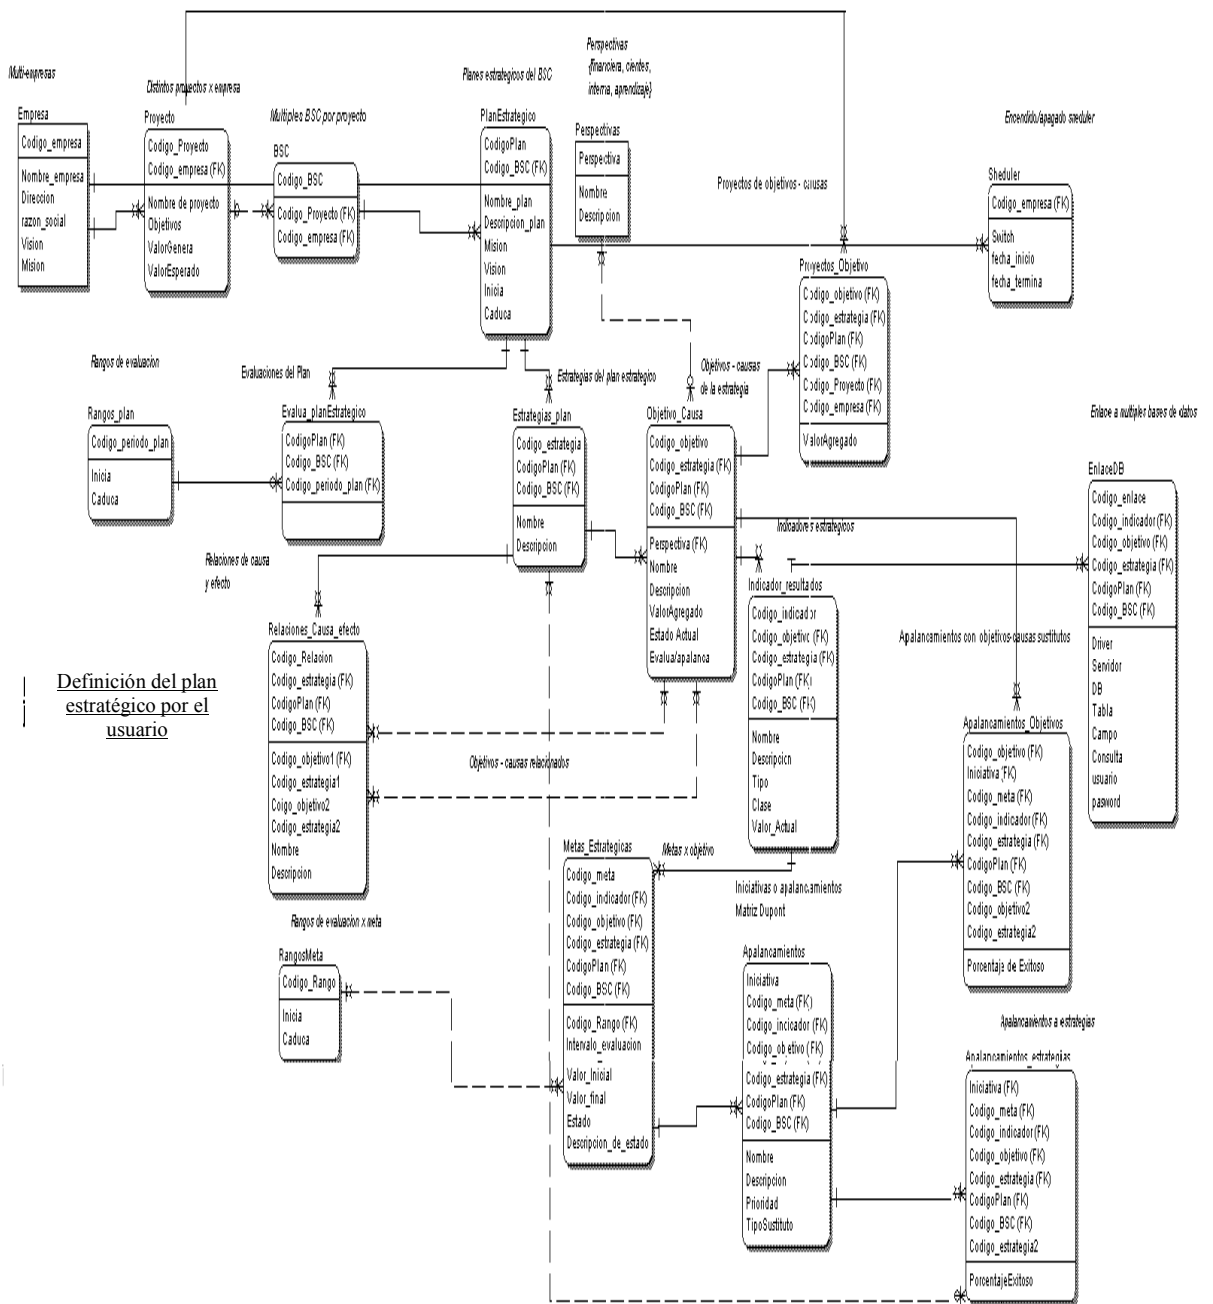 Multi-empresas
Empresa
Codigo_empresa
Nombre_empresa
Direccion
razon_social
Vision
Mision
Distintos proyectos x empresa
Proyecto
Codigo_Proyecto
Codigo_empresa (FK)
Nombre de proyecto
Objetivos
ValorGenera
ValorEsperado
Multiples BSC por proyecto
BSC
Codigo_BSC
Codigo_Proyecto (FK)
Codigo_empresa (FK)
Planes estrategicos del BSC
PlanEstrategico
CodigoPlan
Codigo_BSC (FK)
Nombre_plan
Descripcion_plan
Mision
Vision
Inicia
Caduca
Perspectivas
{financiera, cientes,
interna, aprendizaje}
Perspectivas
Perspectiva
Nombre
Descripcion
Proyectos de objetivos - causas
Proyectos_Objetivo
Codigo_objetivo (FK)
Codigo_estrategia (FK)
CodigoPlan (FK)
Codigo_BSC (FK)
Codigo_Proyecto (FK)
Codigo_empresa (FK)
ValorAgregado
Encendido/apagado sheduler
Sheduler
Codigo_empresa (FK)
Switch
fecha_inicio
fecha_termina
Rangos de evaluacion
Rangos_plan
Codigo_periodo_plan
Inicia
Caduca
Evaluaciones del Plan
Evalua_planEstrategico
CodigoPlan (FK)
Codigo_BSC (FK)
Codigo_periodo_plan (FK)
Estrategias del plan estrategico
Estrategias_plan
Codigo_estrategia
CodigoPlan (FK)
Codigo_BSC (FK)
Nombre
Descripcion
Objetivos - causas
de la estrategia
Objetivo_Causa
Codigo_objetivo
Codigo_estrategia (FK)
CodigoPlan (FK)
Codigo_BSC (FK)
Perspectiva (FK)
Nombre
Descripcion
ValorAgregado
Estado Actual
Evalua/apalanca
Indicadores estrategicos
Indicador_resultados
Codigo_indicador
Codigo_objetivo (FK)
Codigo_estrategia (FK)
CodigoPlan (FK)
Codigo_BSC (FK)
Nombre
Descripcion
Tipo
Clase
Valor_Actual
Enlace a multiples bases de datos
EnlaceDB
Codigo_enlace
Codigo_indicador (FK)
Codigo_objetivo (FK)
Codigo_estrategia (FK)
CodigoPlan (FK)
Codigo_BSC (FK)
Driver
Servidor
DB
Tabla
Campo
Consulta
usuario
pasword
Relaciones de causa
y efecto
Relaciones_Causa_efecto
Codigo_Relacion
Codigo_estrategia (FK)
CodigoPlan (FK)
Codigo_BSC (FK)
Codigo_objetivo1 (FK)
Codigo_estrategia1
Coigo_objetivo2
Codigo_estrategia2
Nombre
Descripcion
Definición del plan
estratégico por el
usuario
Objetivos - causas relacionados
Apalancamientos con objetivos-causas sustitutos
Apalancamientos_Objetivos
Codigo_objetivo (FK)
Iniciativa (FK)
Codigo_meta (FK)
Codigo_indicador (FK)
Codigo_estrategia (FK)
CodigoPlan (FK)
Codigo_BSC (FK)
Codigo_objetivo2
Codigo_estrategia2
Porcentaja de Exitoso
Metas x objetivo
Metas_Estrategicas
Codigo_meta
Codigo_indicador (FK)
Codigo_objetivo (FK)
Codigo_estrategia (FK)
CodigoPlan (FK)
Codigo_BSC (FK)
Codigo_Rango (FK)
Intervalo_evaluacion
Valor_Inicial
Valor_final
Estado
Descripcion_de_estado
Rangos de evaluacion x meta
RangosMeta
Codigo_Rango
Inicia
Caduca
Iniciativas o apalancamientos
Matriz Dupont
Apalancamientos
Iniciativa
Codigo_meta (FK)
Codigo_incicador (FK)
Codigo_objetivo (FK)
Codigo_estrategia (FK)
CodigoPlan (FK)
Codigo_BSC (FK)
Nombre
Descripcion
Prioridad
TipoSustituto
Apalancamientos a estrategias
Apalancamientos_estrategias
Iniciativa (FK)
Codigo_meta (FK)
Codigo_indicador (FK)
Codigo_objetivo (FK)
Codigo_estrategia (FK)
CodigoPlan (FK)
Codigo_BSC (FK)
Codigo_estrategia2
PorcentajeExitoso